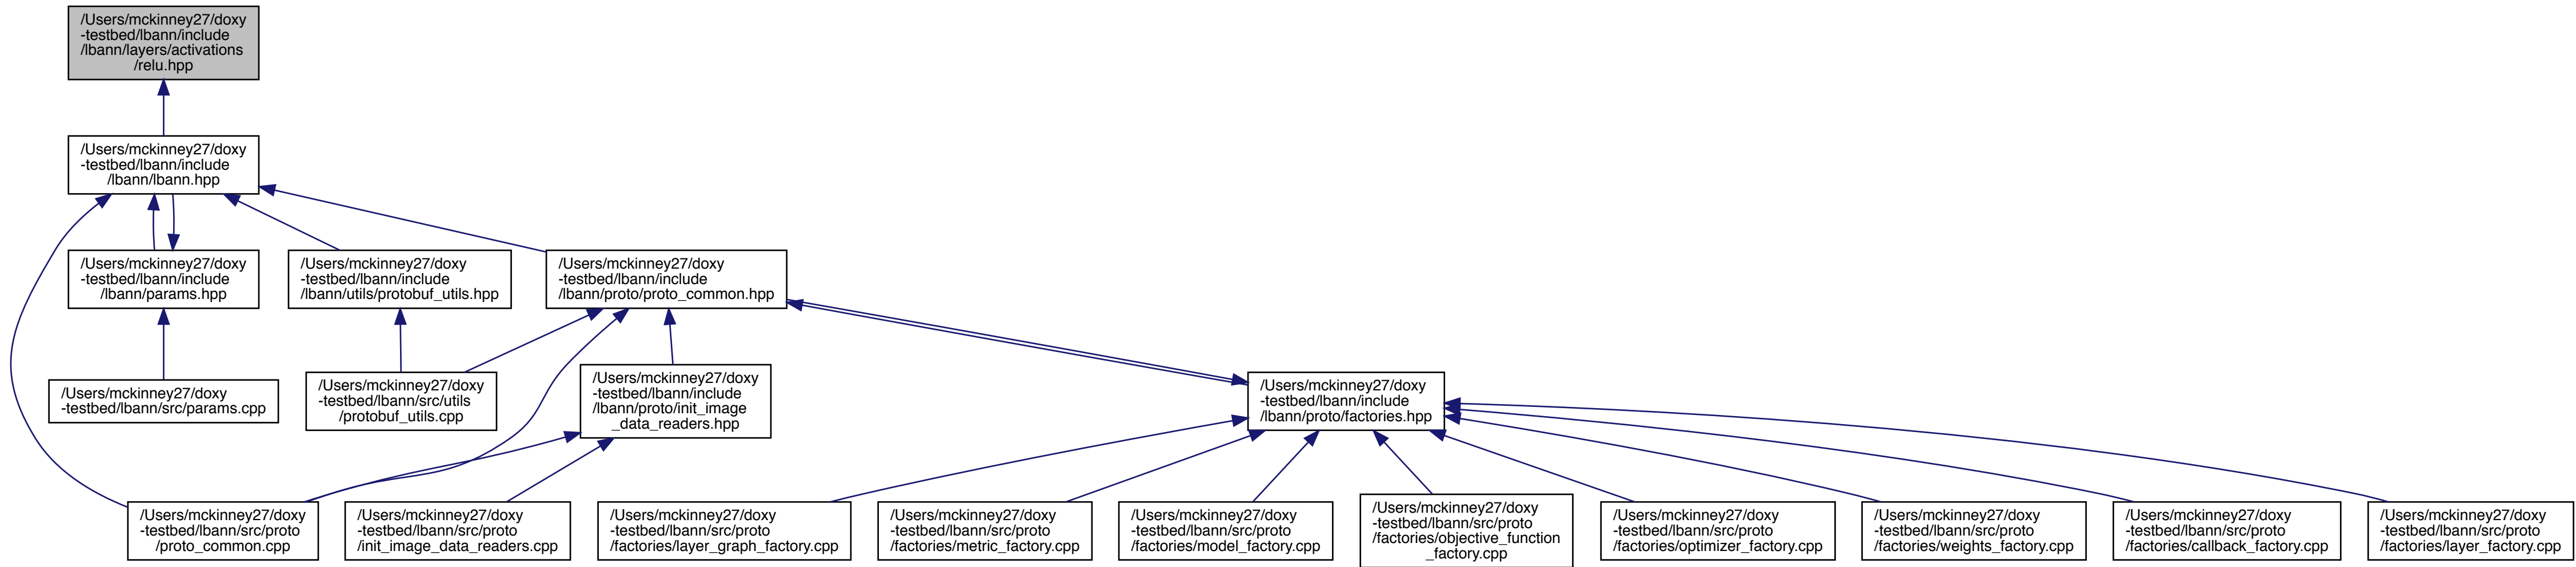 /Users/mckinney27/doxy
-testbed/lbann/include
/lbann/layers/activations
/relu.hpp
/Users/mckinney27/doxy
-testbed/lbann/include
/lbann/lbann.hpp
/Users/mckinney27/doxy
-testbed/lbann/include
/lbann/params.hpp
/Users/mckinney27/doxy
-testbed/lbann/include
/lbann/utils/protobuf_utils.hpp
/Users/mckinney27/doxy
-testbed/lbann/include
/lbann/proto/proto_common.hpp
/Users/mckinney27/doxy
-testbed/lbann/src/params.cpp
/Users/mckinney27/doxy
-testbed/lbann/src/utils
/protobuf_utils.cpp
/Users/mckinney27/doxy
-testbed/lbann/include
/lbann/proto/init_image
_data_readers.hpp
/Users/mckinney27/doxy
-testbed/lbann/include
/lbann/proto/factories.hpp
/Users/mckinney27/doxy
-testbed/lbann/src/proto
/proto_common.cpp
/Users/mckinney27/doxy
-testbed/lbann/src/proto
/init_image_data_readers.cpp
/Users/mckinney27/doxy
-testbed/lbann/src/proto
/factories/layer_graph_factory.cpp
/Users/mckinney27/doxy
-testbed/lbann/src/proto
/factories/metric_factory.cpp
/Users/mckinney27/doxy
-testbed/lbann/src/proto
/factories/model_factory.cpp
/Users/mckinney27/doxy
-testbed/lbann/src/proto
/factories/objective_function
_factory.cpp
/Users/mckinney27/doxy
-testbed/lbann/src/proto
/factories/optimizer_factory.cpp
/Users/mckinney27/doxy
-testbed/lbann/src/proto
/factories/weights_factory.cpp
/Users/mckinney27/doxy
-testbed/lbann/src/proto
/factories/callback_factory.cpp
/Users/mckinney27/doxy
-testbed/lbann/src/proto
/factories/layer_factory.cpp